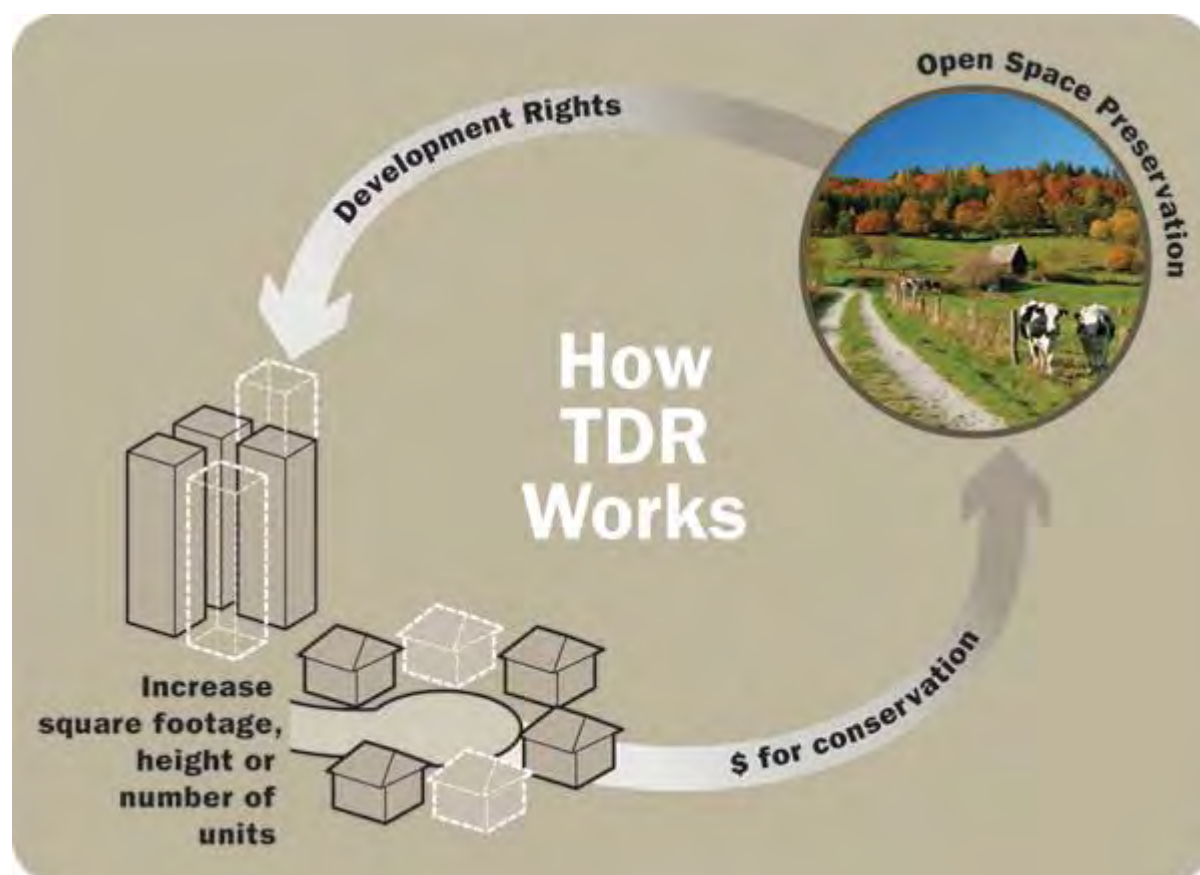 Open Space Preservation
Development Rights
How
TDR
Works
Increase
square footage,
height or
number of
units
$ for conservation